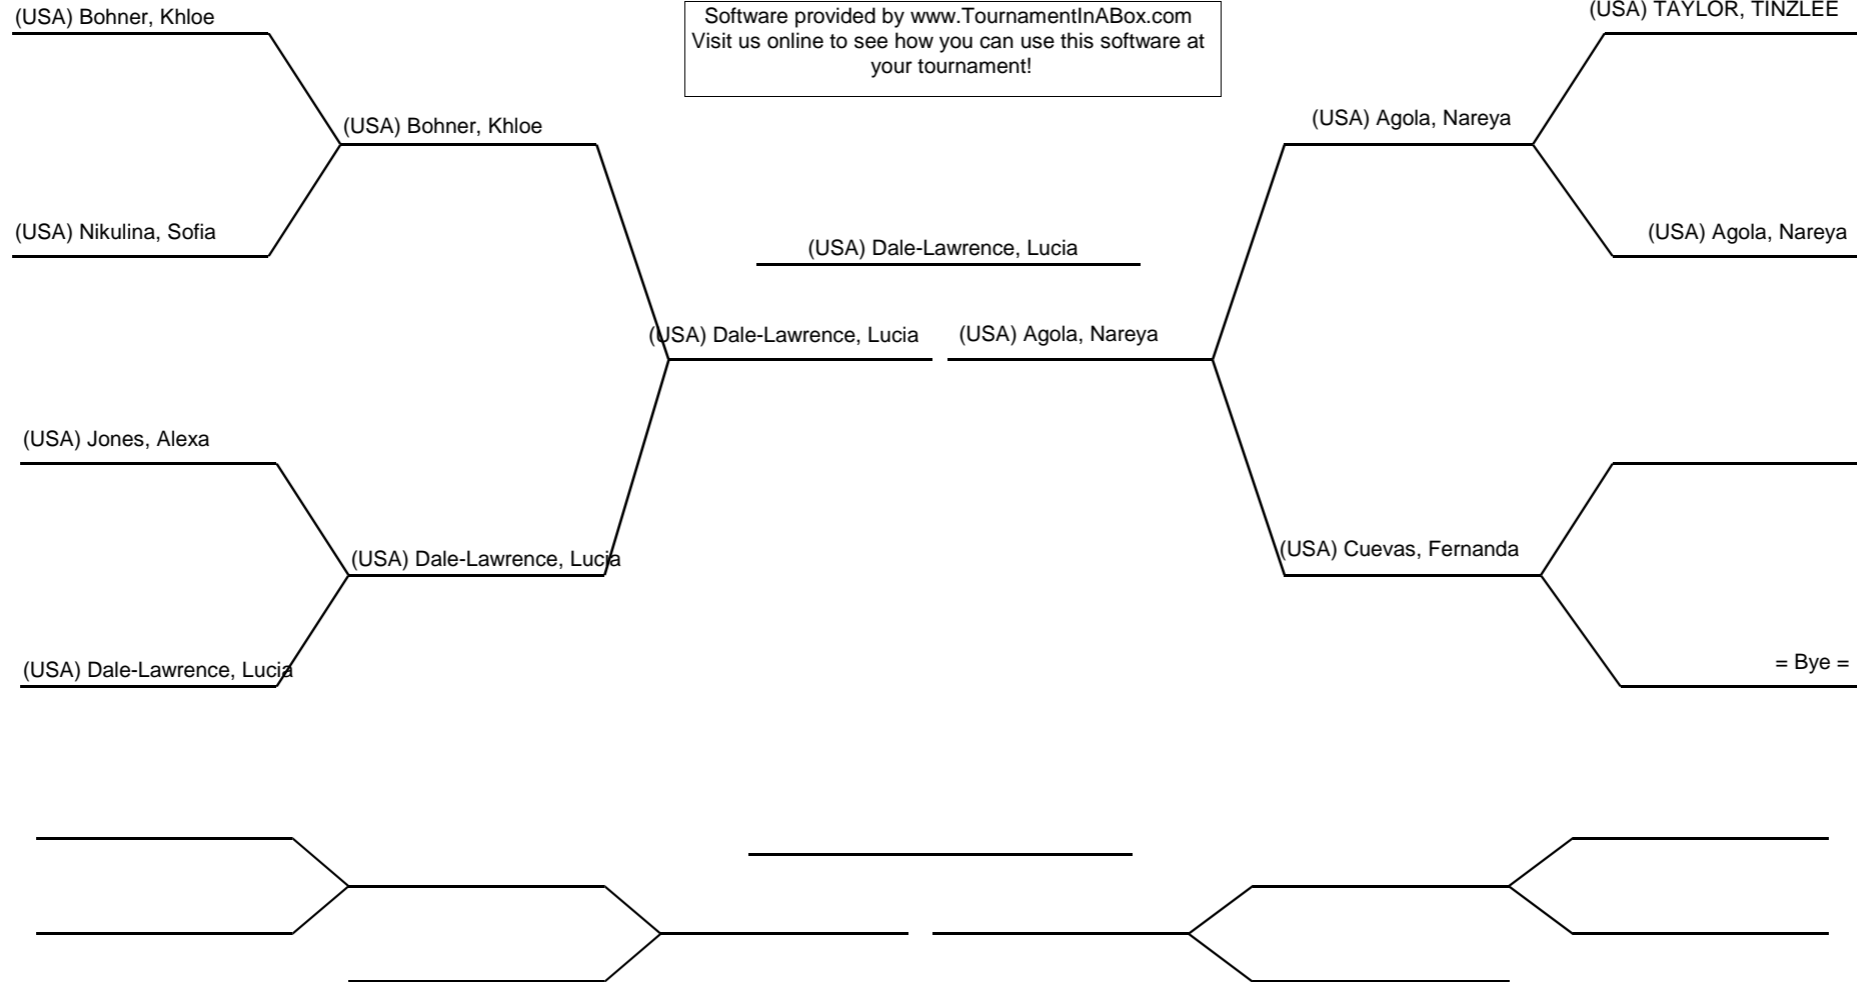 (USA) Bohner, Khloe
Software provided by www.TournamentInABox.com
Visit us online to see how you can use this software at
your tournament!
(USA) TAYLOR, TINZLEE
(USA) Bohner, Khloe
(USA) Agola, Nareya
(USA) Nikulina, Sofia
(USA) Dale-Lawrence, Lucia
(USA) Agola, Nareya
(USA) Dale-Lawrence, Lucia
(USA) Agola, Nareya
(USA) Jones, Alexa
(USA) Dale-Lawrence, Lucia
(USA) Cuevas, Fernanda
(USA) Dale-Lawrence, Lucia
= Bye =